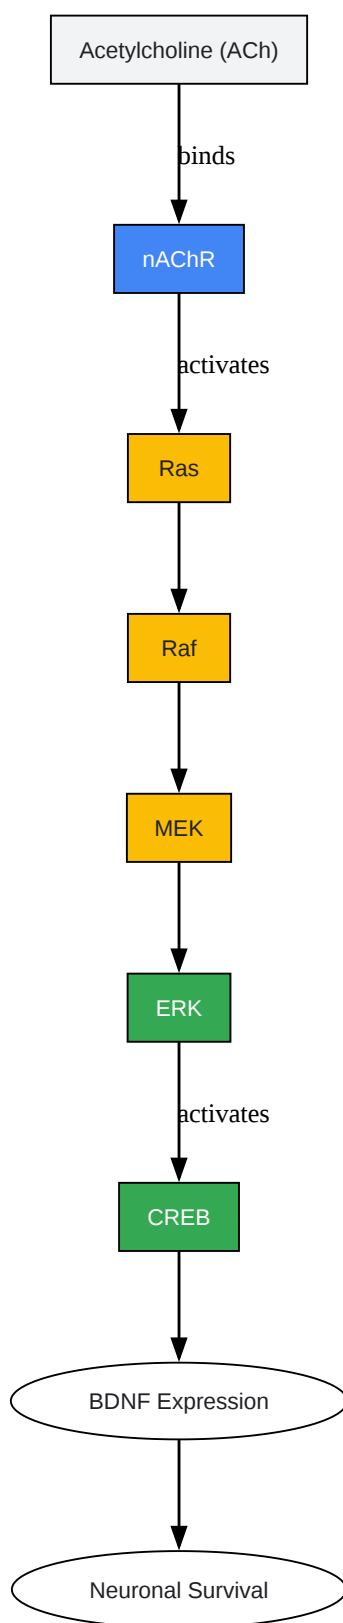 Acetylcholine (ACh)
binds
nAChR
activates
Ras
Raf
MEK
ERK
activates
CREB
BDNF Expression
Neuronal Survival